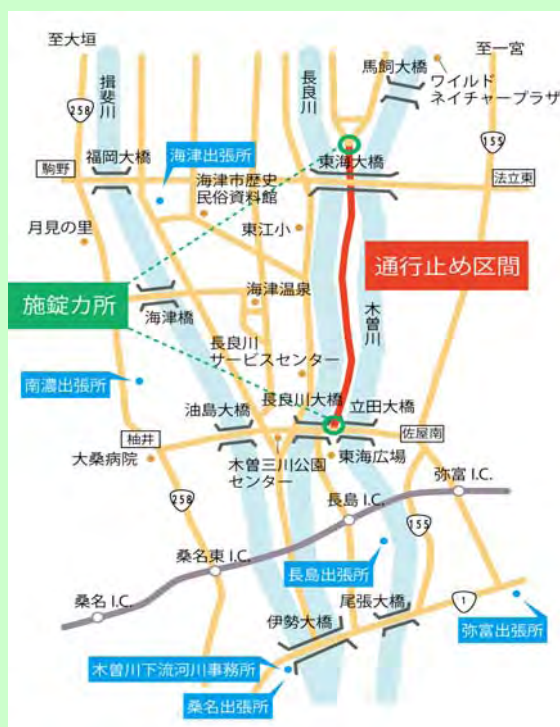 至大垣
揖斐川
長良川
馬飼大橋
至一宮
ワイルド
ネイチャープラザ
258
155
福岡大橋
海津出張所
東海大橋
駒野
法立東
海津市歴史
民俗資料館
月見の里
東江小
通行止め区間
施錠カ所
海津温泉
木曽川
海津橋
長良川
サービスセンター
南濃出張所
長良川大橋
立田大橋
油島大橋
柚井
佐屋南
大桑病院
木曽三川公園
センター
東海広場
弥富 I.C.
258
長島 I.C.
155
桑名東 I.C.
長島出張所
桑名 I.C.
尾張大橋
1
伊勢大橋
弥富出張所
木曽川下流河川事務所
桑名出張所